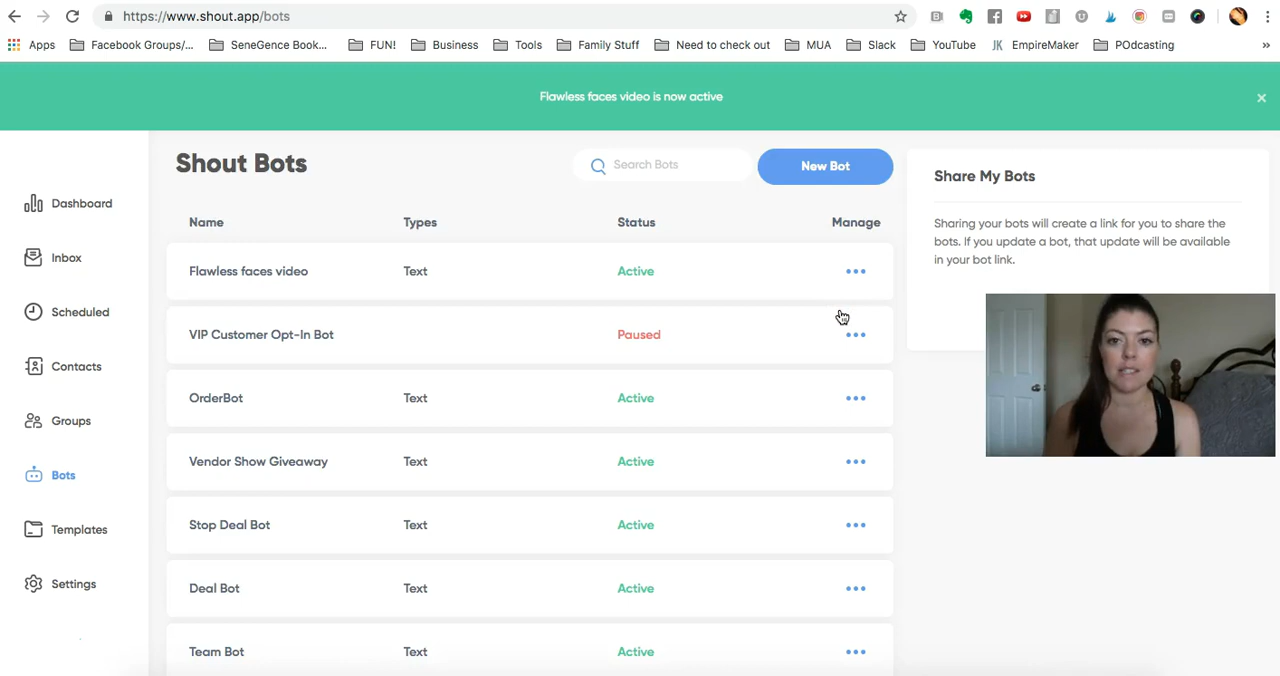 https://www.shout.app/bots
Apps Facebook Groups/... SeneGence Book... FUN! Business Tools Family Stuff Need to check out MUA Slack YouTube JK EmpireMaker POdcasting »
Flawless faces video is now active ×
Shout Bots
Search Bots
New Bot
Share My Bots
Sharing your bots will create a link for you to share the
bots. If you update a bot, that update will be available
in your bot link.
Dashboard
Inbox
Scheduled
Contacts
Groups
Bots
Templates
Settings
Name Types Status Manage
Flawless faces video Text Active
VIP Customer Opt-In Bot Paused
OrderBot Text Active
Vendor Show Giveaway Text Active
Stop Deal Bot Text Active
Deal Bot Text Active
Team Bot Text Active